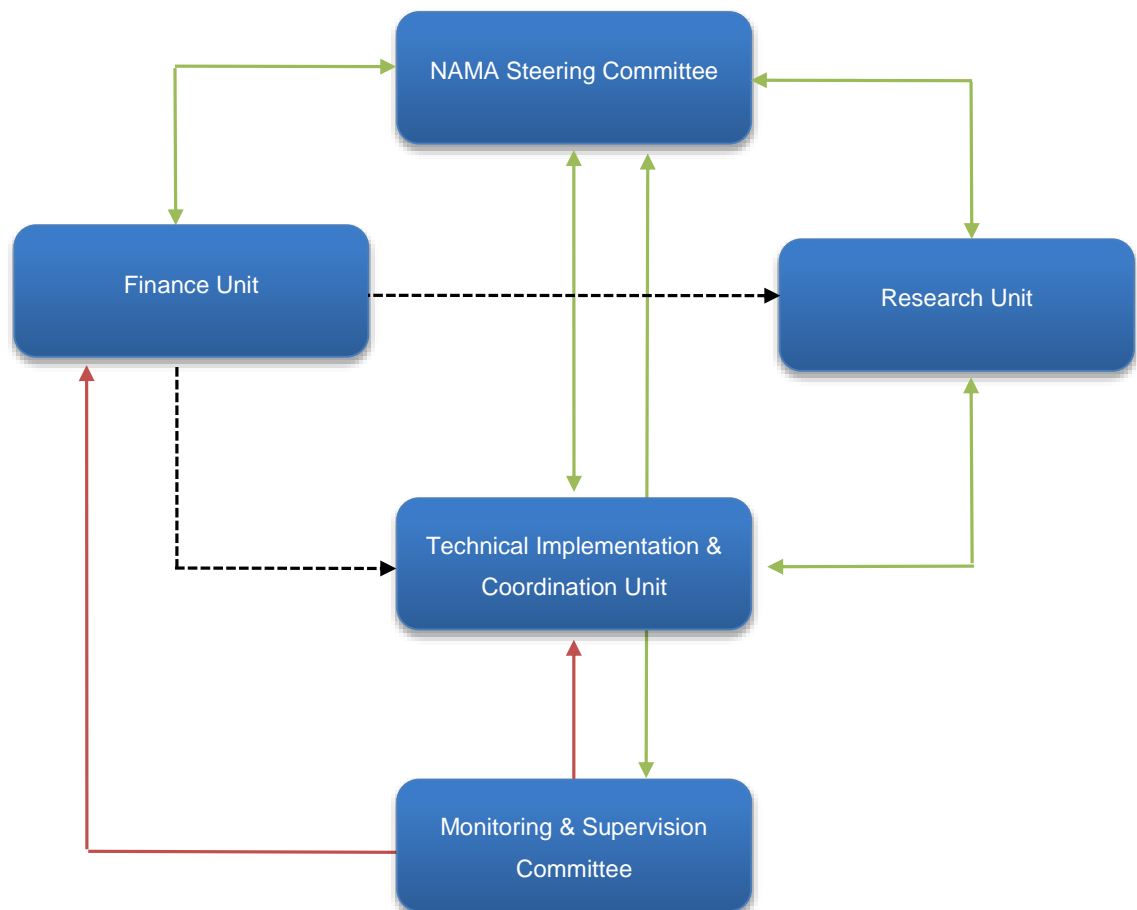 NAMA Steering Committee
Finance Unit
Research Unit
Technical Implementation &
Coordination Unit
Monitoring & Supervision
Committee